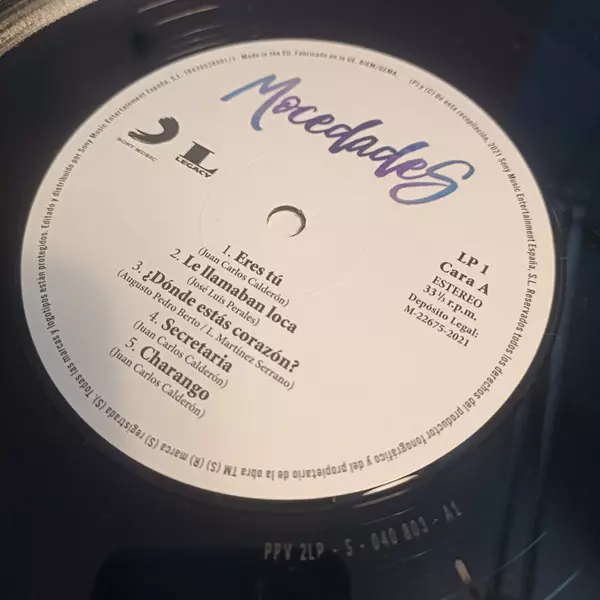 Mocedades
SONY MUSIC
LEGACY
LP 1
Cara A
ESTEREO
33 ⅓ r.p.m.
Depósito Legal:
M-22675-2021
1. Eres tú
(Juan Carlos Calderón)
2. Le llamaban loca
(José Luis Perales)
3. ¿Dónde estás corazón?
(Augusto Pedro Berto / L. Martínez Serrano)
4. Secretaria
(Juan Carlos Calderón)
5. Charango
(Juan Carlos Calderón)
(P) y (C) De esta recopilación, 2021 Sony Music Entertainment España, S.L. Reservados todos los derechos del productor fonográfico y del propietario de la obra TM (S) (R) marca (S) registrada (S). Todas las marcas y logotipos están protegidos. Editado y distribuido por Sony Music Entertainment España, S.L. Made in the EU. Fabricado en la UE. BIEM/GEMA.
PPV 2LP - S - 040 803 - A1